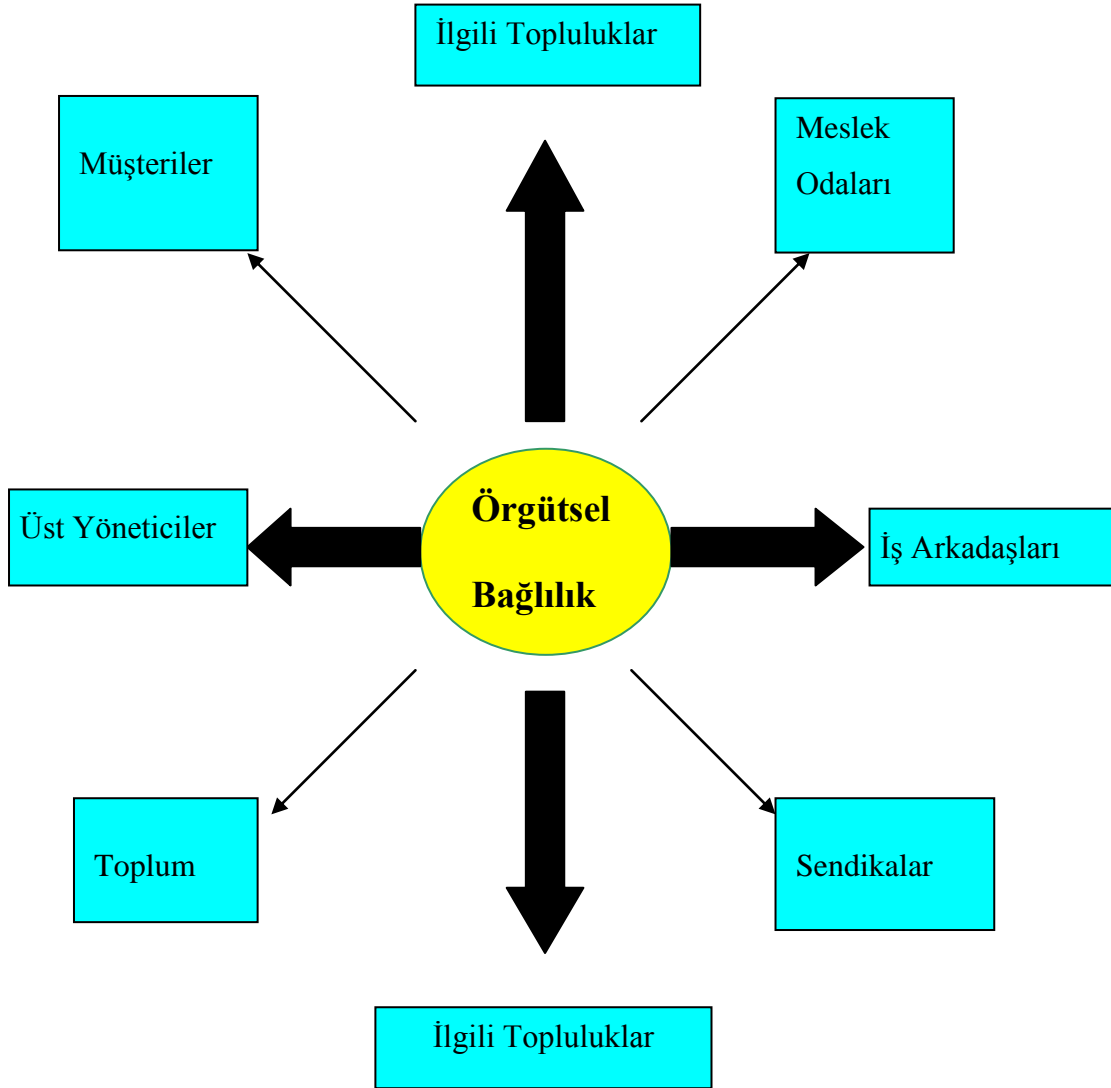 İlgili Topluluklar
Müşteriler
Meslek
Odaları
Üst Yöneticiler
Örgütsel
Bağlılık
İş Arkadaşları
Toplum
Sendikalar
İlgili Topluluklar